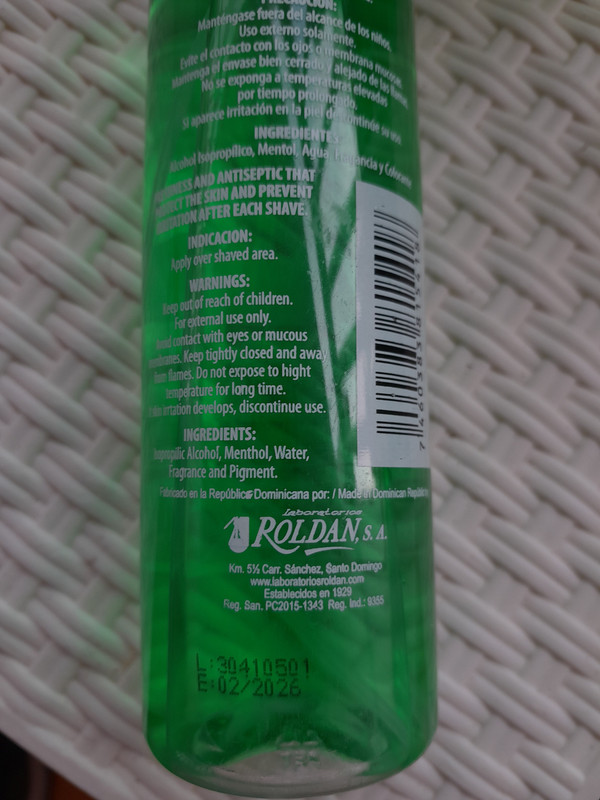 PRECAUCION:
Manténgase fuera del alcance de los niños.
Uso externo solamente.
Evite el contacto con los ojos o membrana mucosa.
Mantenga el envase bien cerrado y alejado de las llamas
No se exponga a temperaturas elevadas
por tiempo prolongado.
Si aparece irritación en la piel descontinúe su uso
INGREDIENTES
Alcohol Isopropílico, Mentol, Agua, Fragancia y Colorante
AND ANTISEPTIC THAT
THE SKIN AND PREVENT
AFTER EACH SHAVE.
INDICACION:
Apply over shaved area.
WARNINGS:
Keep out of reach of children.
For external use only.
contact with eyes or mucous
Keep tightly closed and away
from flames. Do not expose to hight
temperature for long time.
irritation develops, discontinue use.
INGREDIENTS:
Isopropilic Alcohol, Menthol, Water,
Fragrance and Pigment.
Fabricado en la República Dominicana por: / Made in Dominican Republic
laboratorios
ROLDAN, S. A.
Km. 5½ Carr. Sánchez, Santo Domingo
www.laboratoriosroldan.com
Establecidos en 1929
Reg. San. PC2015-1343 Reg. Ind.: 9355
L:30410501
E:02/2026